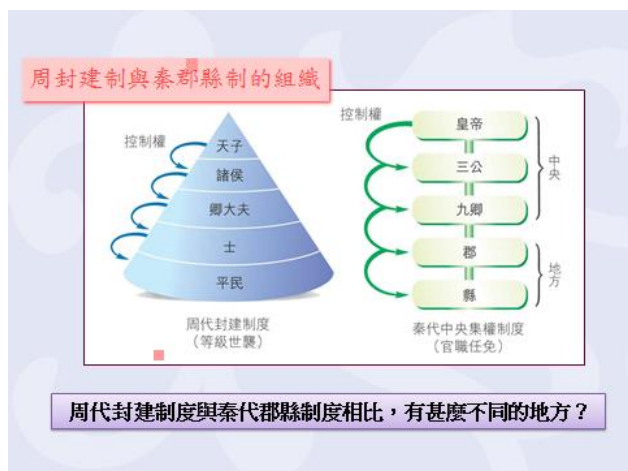 周封建制與秦郡縣制的組織
控制權
天子
諸侯
卿大夫
士
平民
周代封建制度
(等級世襲)
控制權
皇帝
三公
九卿
郡
縣
中央
地方
秦代中央集權制度
(官職任免)
周代封建制度與秦代郡縣制度相比，有甚麼不同的地方？